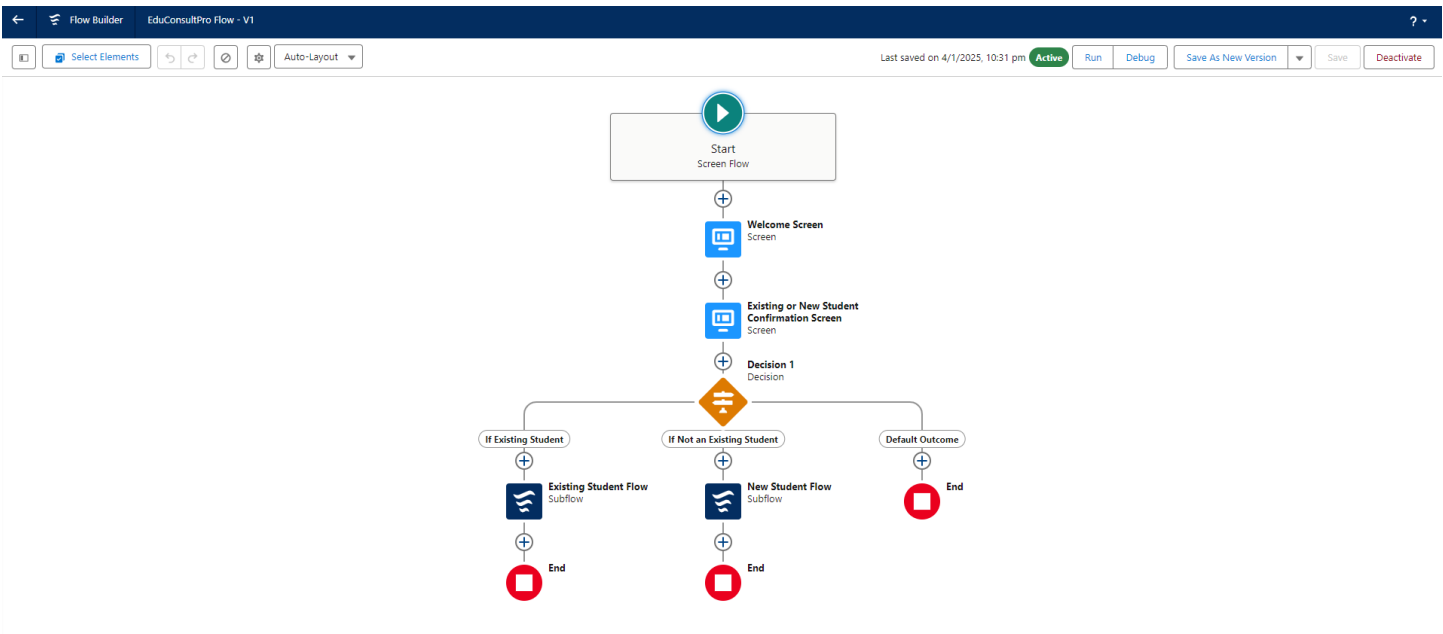 Flow Builder
EduConsultPro Flow - V1
?
Select Elements
Auto-Layout
Last saved on 4/1/2025, 10:31 pm
Active
Run
Debug
Save As New Version
Save
Deactivate
Start
Screen Flow
Welcome Screen
Screen
Existing or New Student
Confirmation Screen
Screen
Decision 1
Decision
If Existing Student
If Not an Existing Student
Default Outcome
Existing Student Flow
Subflow
New Student Flow
Subflow
End
End
End